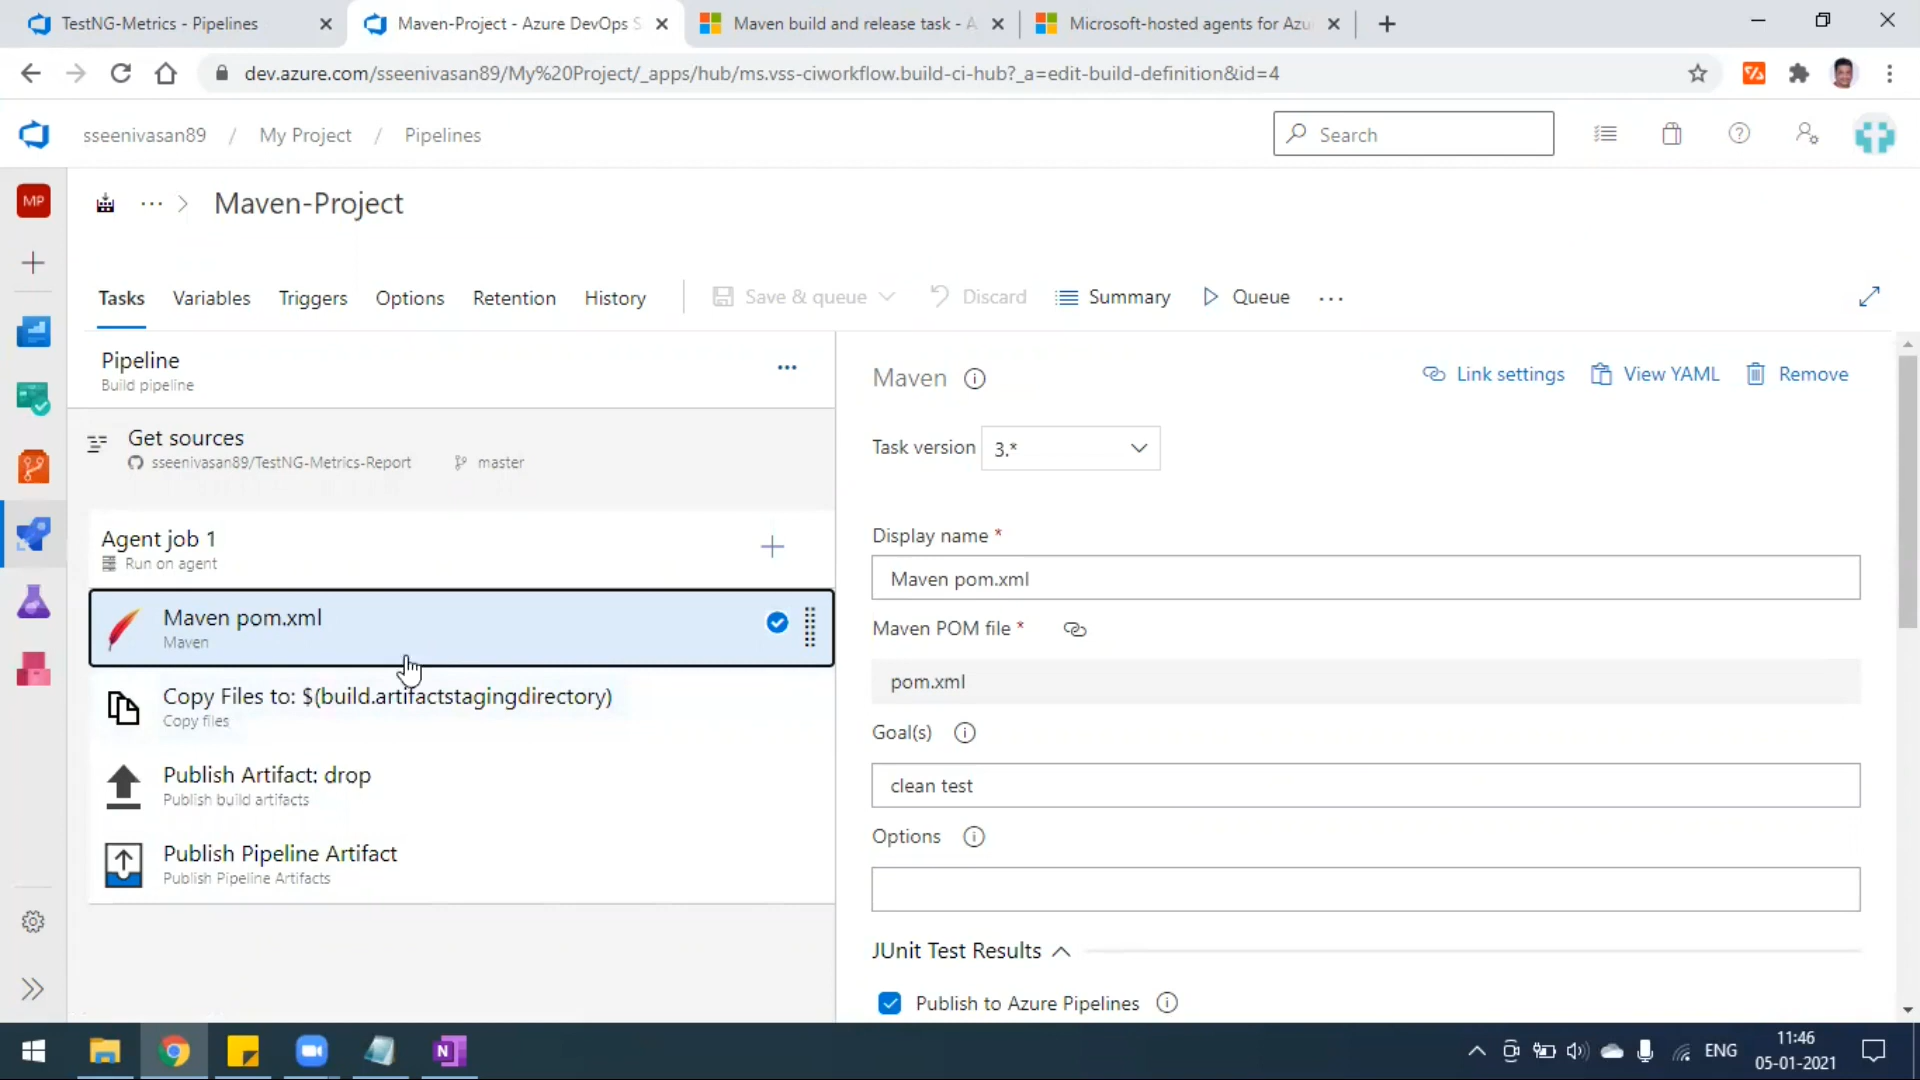 TestNG-Metrics - Pipelines
Maven-Project - Azure DevOps S
Maven build and release task - A
Microsoft-hosted agents for Azu
dev.azure.com/sseenivasan89/My%20Project/_apps/hub/ms.vss-ciworkflow.build-ci-hub?_a=edit-build-definition&id=4
sseenivasan89 / My Project / Pipelines
Search
MP
Maven-Project
Tasks Variables Triggers Options Retention History
Save & queue Discard Summary Queue
Pipeline
Build pipeline
Get sources
sseenivasan89/TestNG-Metrics-Report master
Agent job 1
Run on agent
Maven pom.xml
Maven
Copy Files to: $(build.artifactstagingdirectory)
Copy files
Publish Artifact: drop
Publish build artifacts
Publish Pipeline Artifact
Publish Pipeline Artifacts
Maven
Link settings View YAML Remove
Task version 3.*
Display name *
Maven pom.xml
Maven POM file *
pom.xml
Goal(s)
clean test
Options
JUnit Test Results
Publish to Azure Pipelines
N
ENG
11:46
05-01-2021